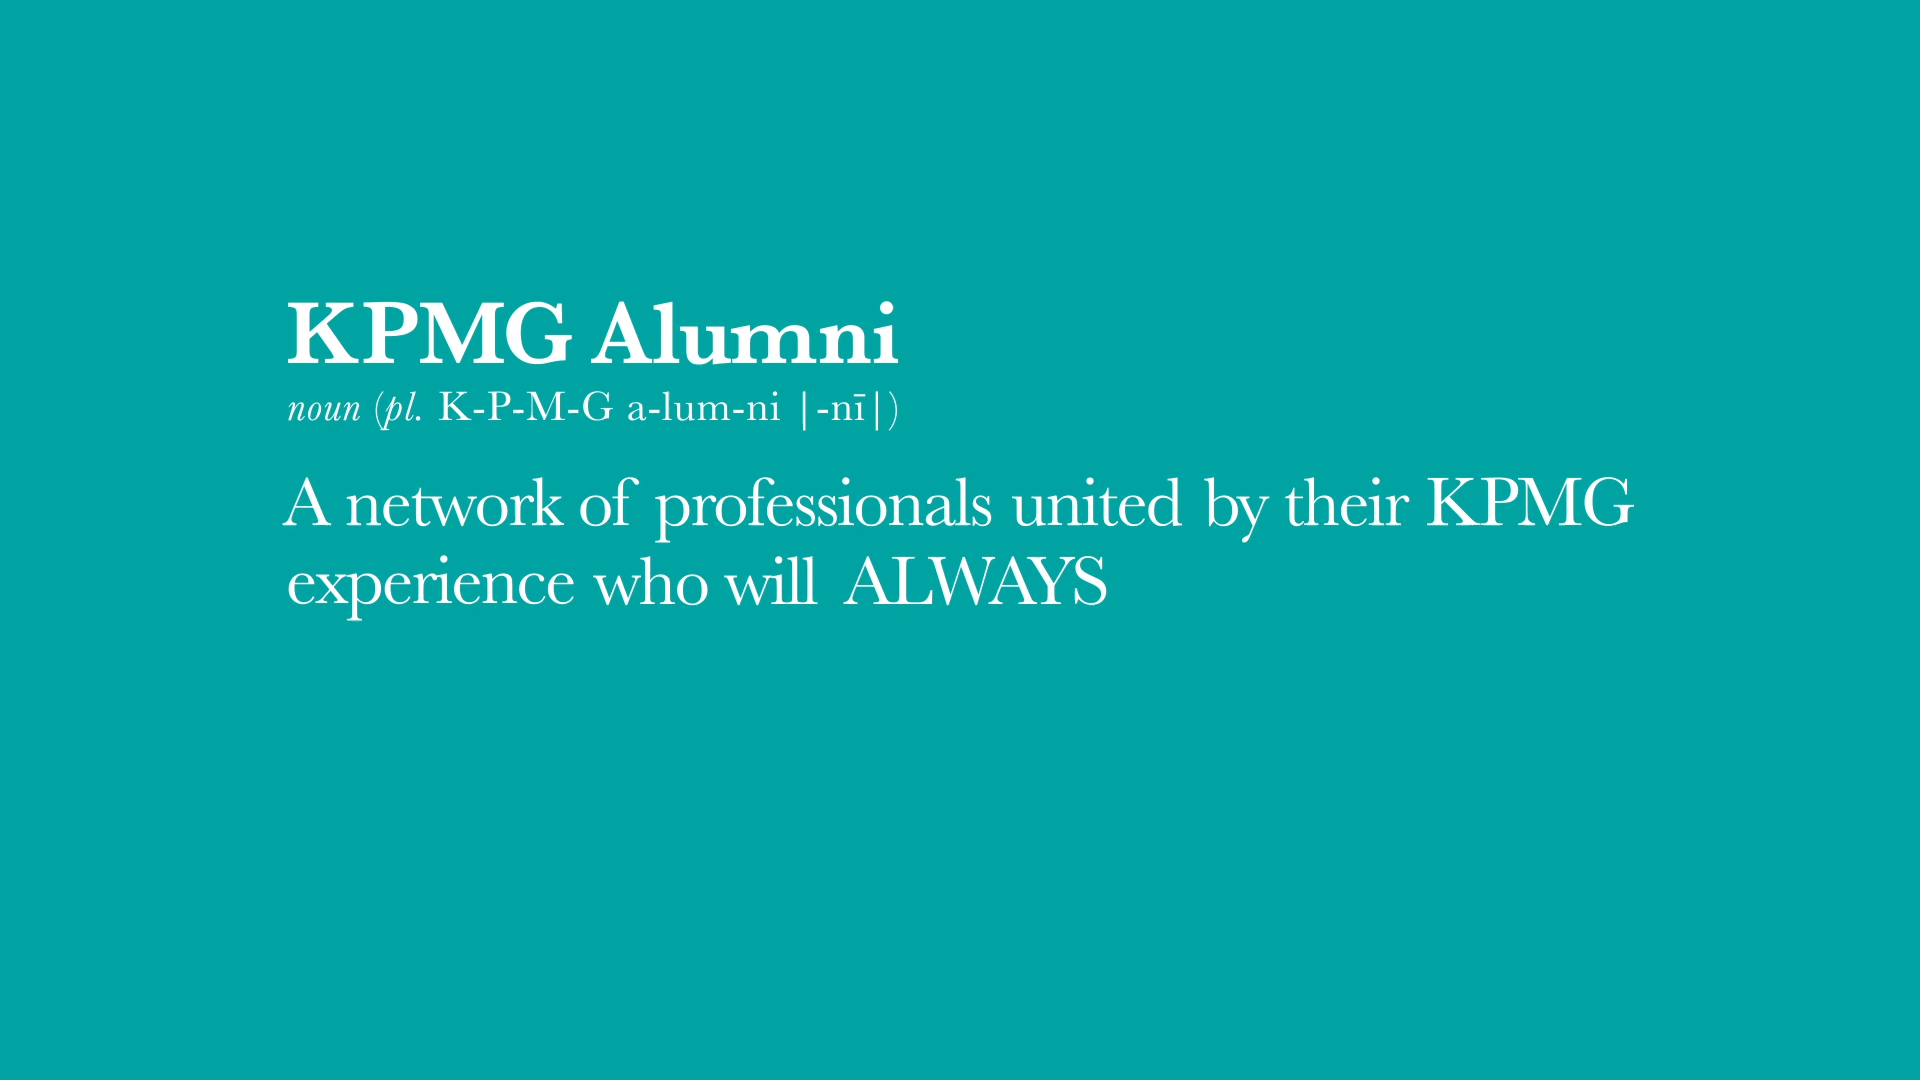 KPMG Alumni
noun (pl. K-P-M-G a-lum-ni |-nī|)
A network of professionals united by their KPMG
experience who will ALWAYS